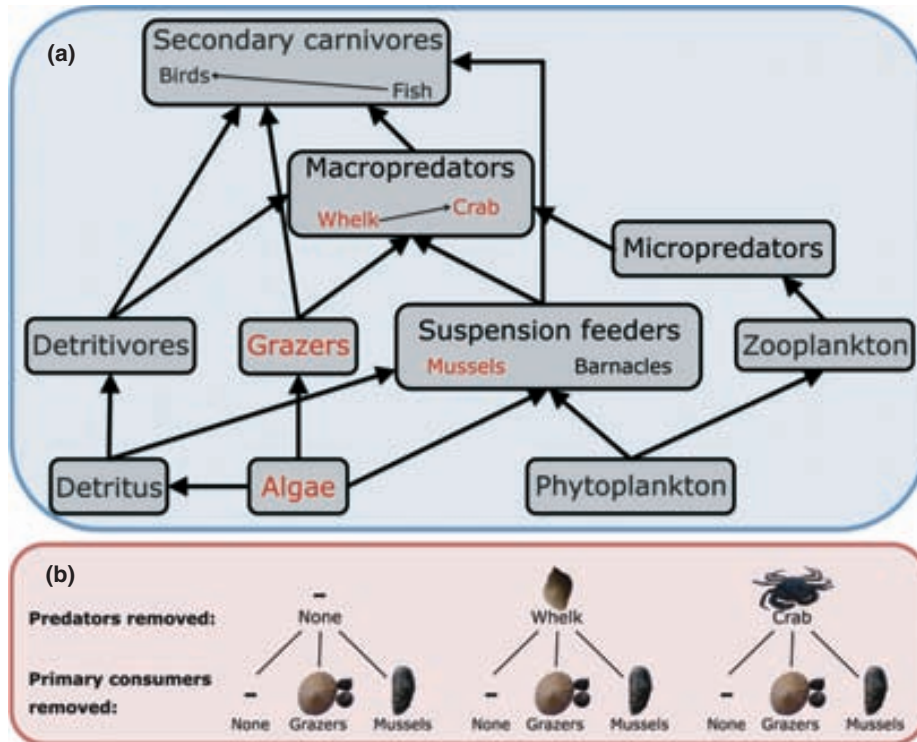 (a)
Secondary carnivores
Birds
Fish
Macropredators
Whelk
Crab
Micropredators
Detritivores
Grazers
Suspension feeders
Mussels
Barnacles
Zooplankton
Detritus
Algae
Phytoplankton
(b)
Predators removed:
–
None
Whelk
Crab
Primary consumers
removed:
–
None
Grazers
Mussels
–
None
Grazers
Mussels
–
None
Grazers
Mussels